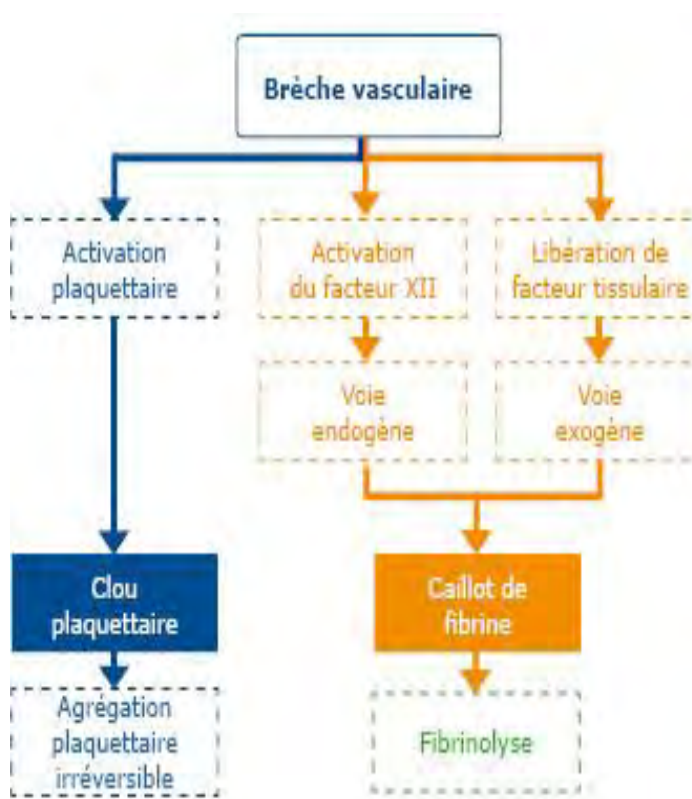 Brèche vasculaire
Activation
plaquettaire
Activation
du facteur XII
Libération de
facteur tissulaire
Voie
endogène
Voie
exogène
Clou
plaquettaire
Caillot de
fibrine
Agrégation
plaquettaire
irréversible
Fibrinolyse